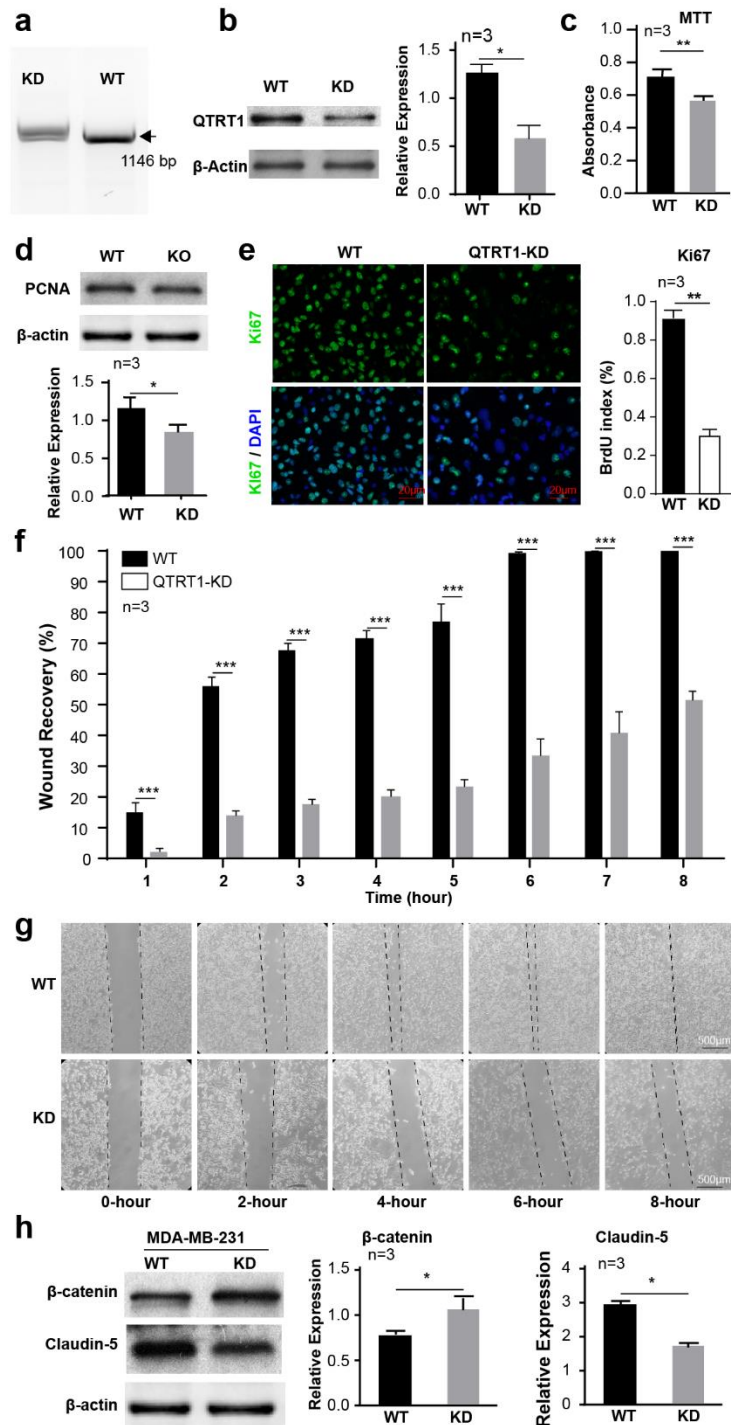 a
KD WT
1146 bp
b
WT KD
QTRT1
β-Actin
n=3
*
Relative Expression
1.5
1.0
0.5
0.0
WT KD
c
MTT
n=3
**
Absorbance
0.8
0.6
0.4
0.2
0.0
WT KD
d
WT KO
PCNA
β-actin
n=3
*
Relative Expression
1.5
1.0
0.5
0.0
WT KD
e
WT QTRT1-KD
Ki67
KI67 / DAPI
20μm 20μm
Ki67
n=3
**
BrdU index (%)
1.0
0.8
0.6
0.4
0.2
0.0
WT KD
f
WT
QTRT1-KD
n=3
Wound Recovery (%)
100
90
80
70
60
50
40
30
20
10
0
*** *** *** *** *** *** *** ***
1 2 3 4 5 6 7 8
Time (hour)
g
WT
500μm
KD
500μm
0-hour 2-hour 4-hour 6-hour 8-hour
h
MDA-MB-231
WT KD
β-catenin
Claudin-5
β-actin
β-catenin
n=3
*
Relative Expression
1.5
1.0
0.5
0.0
WT KD
Claudin-5
n=3
*
Relative Expression
4
3
2
1
0
WT KD